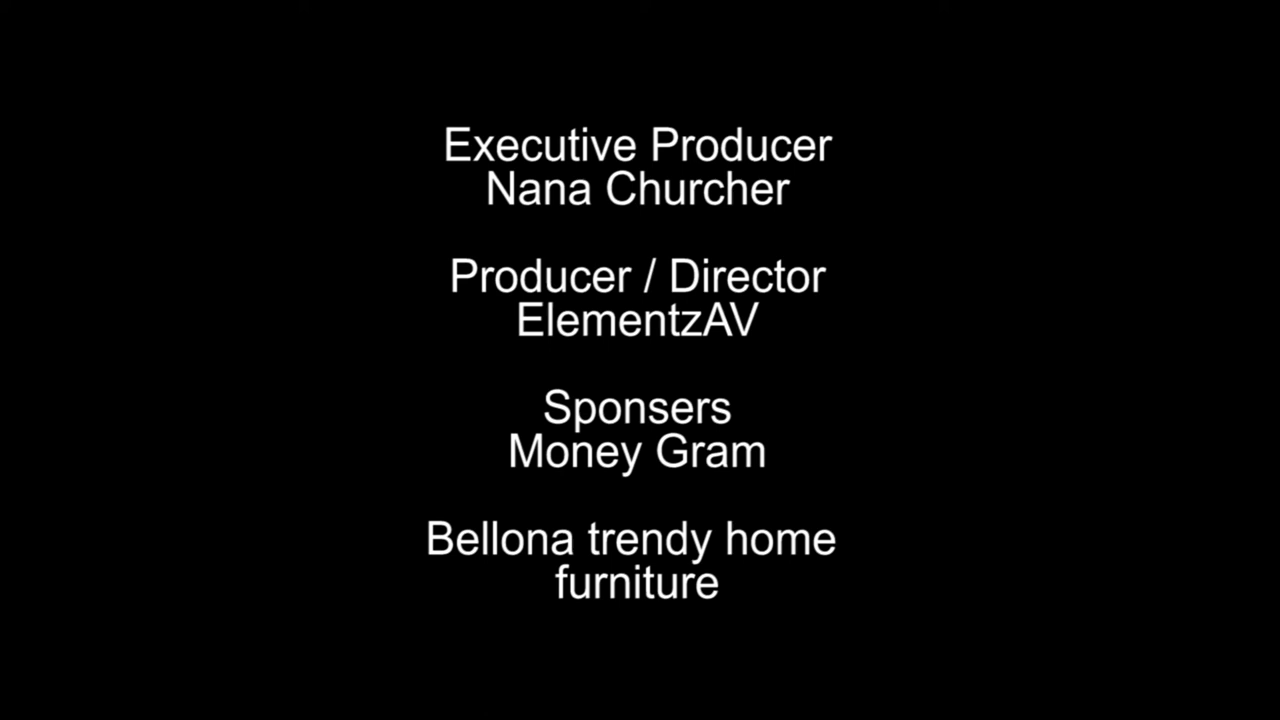 Executive Producer
Nana Churcher
Producer / Director
ElementzAV
Sponsers
Money Gram
Bellona trendy home
furniture